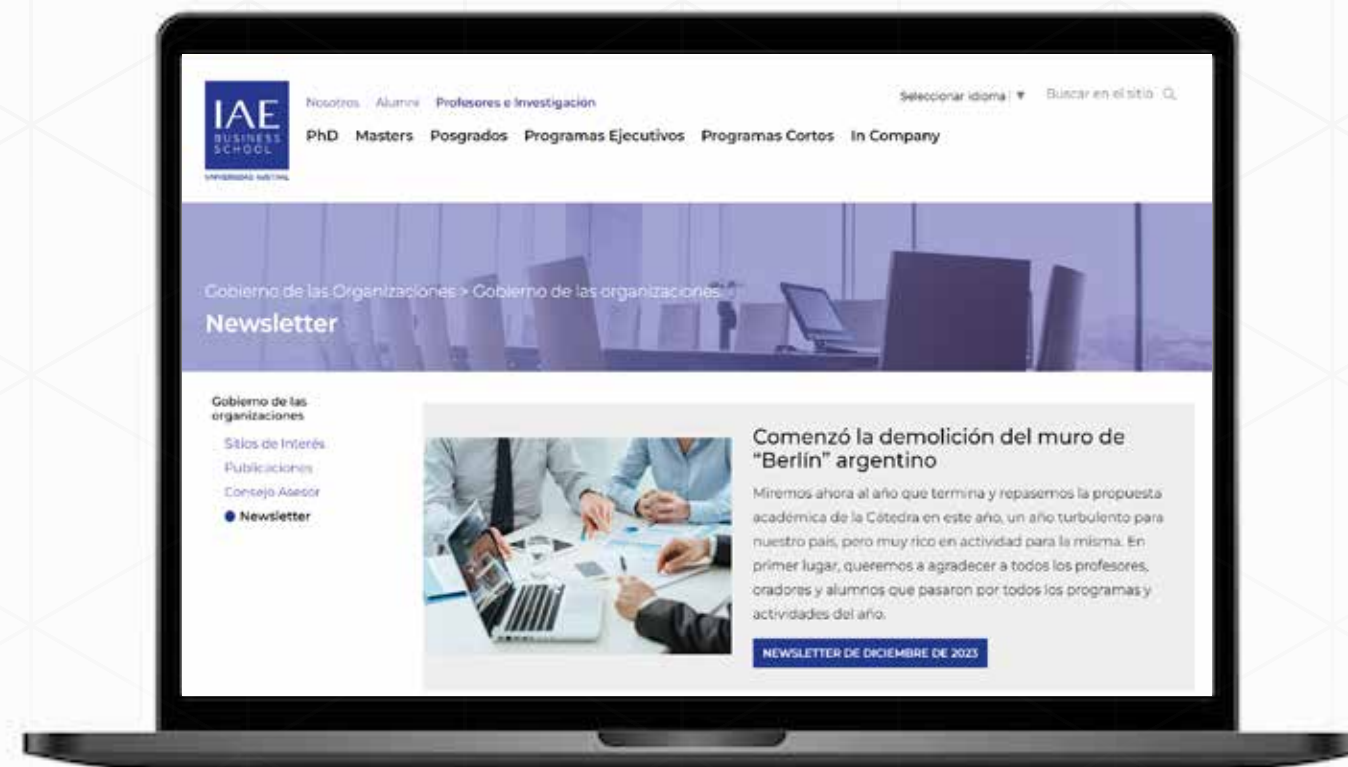 IAE
BUSINESS
SCHOOL
UNIVERSIDAD AUSTRAL
Nosotros Alumni Profesores e Investigación
Seleccionar idioma ▼ Buscar en el sitio
PhD Masters Posgrados Programas Ejecutivos Programas Cortos In Company
Gobierno de las Organizaciones > Gobierno de las organizaciones
Newsletter
Gobierno de las
organizaciones
Sitios de Interés
Publicaciones
Consejo Asesor
Newsletter
Comenzó la demolición del muro de
“Berlín” argentino
Miremos ahora al año que termina y repasemos la propuesta
académica de la Cátedra en este año, un año turbulento para
nuestro país, pero muy rico en actividad para la misma. En
primer lugar, queremos a agradecer a todos los profesores,
oradores y alumnos que pasaron por todos los programas y
actividades del año.
NEWSLETTER DE DICIEMBRE DE 2023